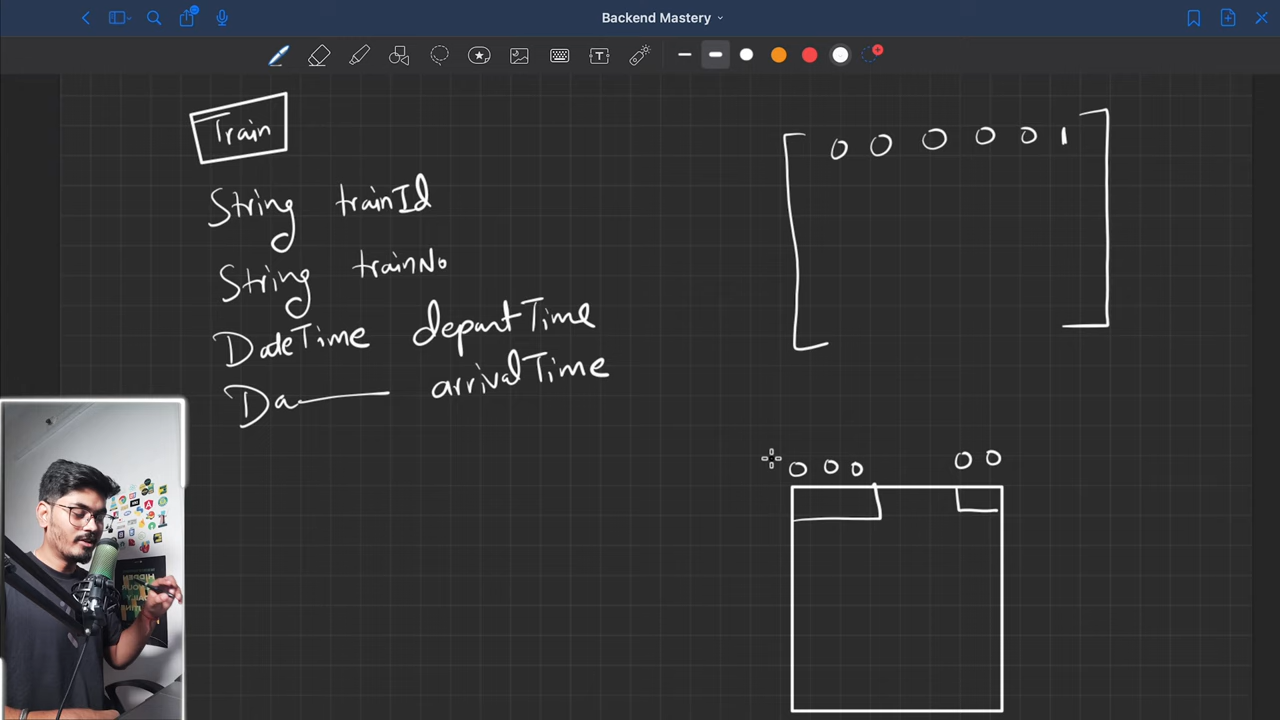 Backend Mastery
Train
String trainId
String trainNo
DateTime departTime
Da arrivalTime
0 0 0 0 0 1
0 0 0 0 0